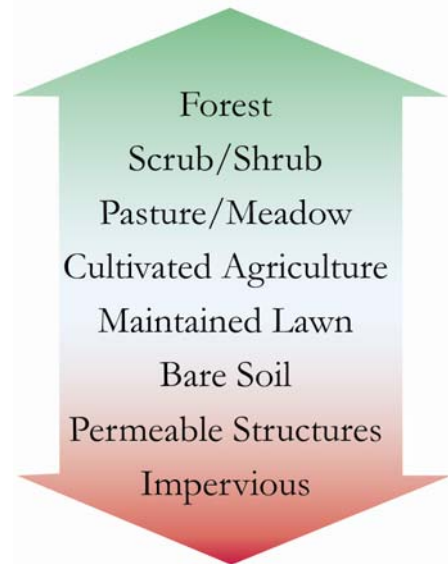 Forest
Scrub/Shrub
Pasture/Meadow
Cultivated Agriculture
Maintained Lawn
Bare Soil
Permeable Structures
Impervious